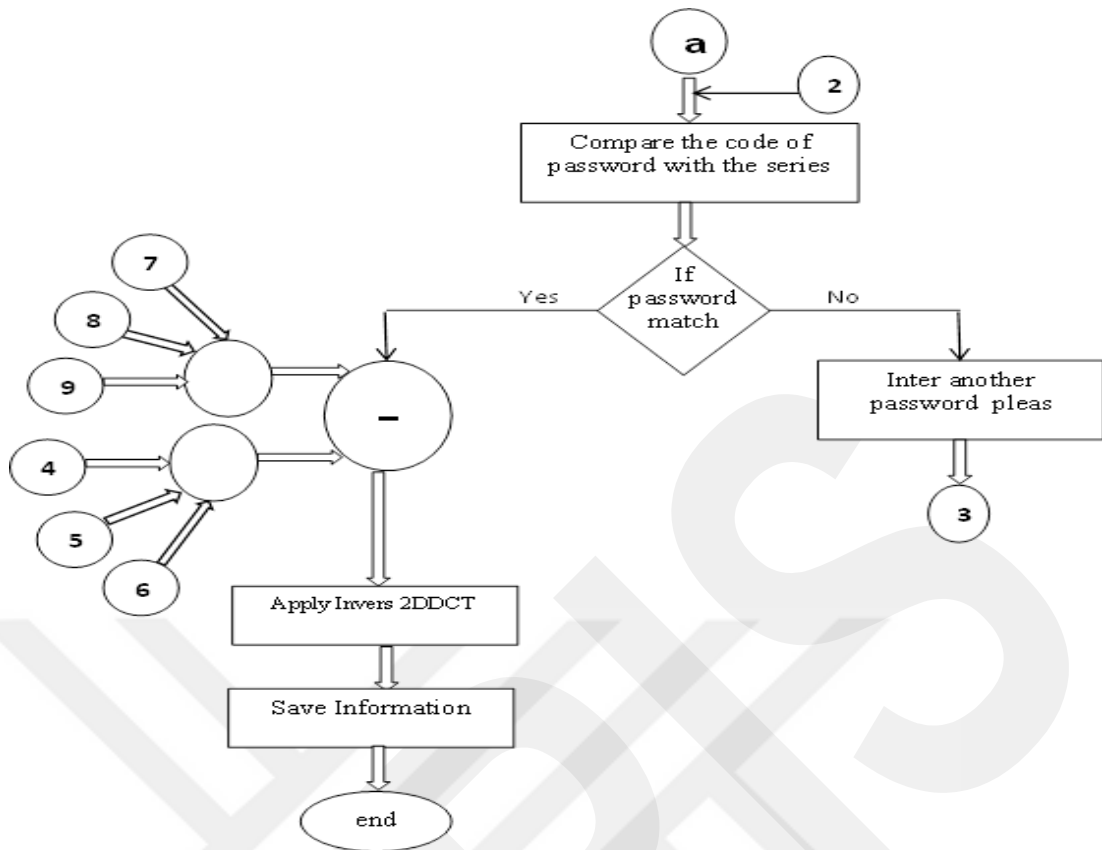 a
2
Compare the code of
password with the series
If
password
match
Yes
No
7
8
9
4
5
6
–
Inter another
password pleas
3
Apply Invers 2DDCT
Save Information
end